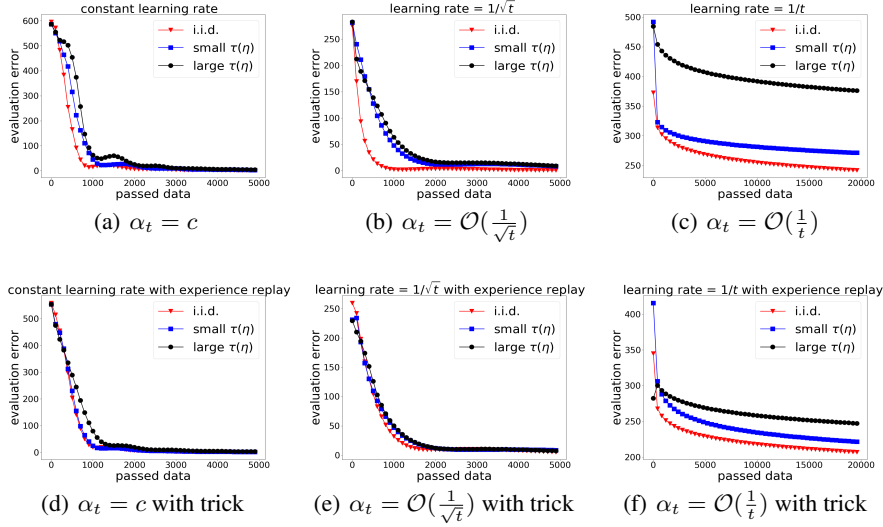 constant learning rate
600
500
400
300
200
100
0
evaluation error
i.i.d.
small τ(η)
large τ(η)
0 1000 2000 3000 4000 5000
passed data
(a) α_t = c
learning rate = 1/√t
250
200
150
100
50
0
evaluation error
i.i.d.
small τ(η)
large τ(η)
0 1000 2000 3000 4000 5000
passed data
(b) α_t = 𝒪(1/√t)
learning rate = 1/t
500
450
400
350
300
250
evaluation error
i.i.d.
small τ(η)
large τ(η)
0 5000 10000 15000 20000
passed data
(c) α_t = 𝒪(1/t)
constant learning rate with experience replay
500
400
300
200
100
0
evaluation error
i.i.d.
small τ(η)
large τ(η)
0 1000 2000 3000 4000 5000
passed data
(d) α_t = c with trick
learning rate = 1/√t with experience replay
250
200
150
100
50
0
evaluation error
i.i.d.
small τ(η)
large τ(η)
0 1000 2000 3000 4000 5000
passed data
(e) α_t = 𝒪(1/√t) with trick
learning rate = 1/t with experience replay
400
350
300
250
200
evaluation error
i.i.d.
small τ(η)
large τ(η)
0 5000 10000 15000 20000
passed data
(f) α_t = 𝒪(1/t) with trick